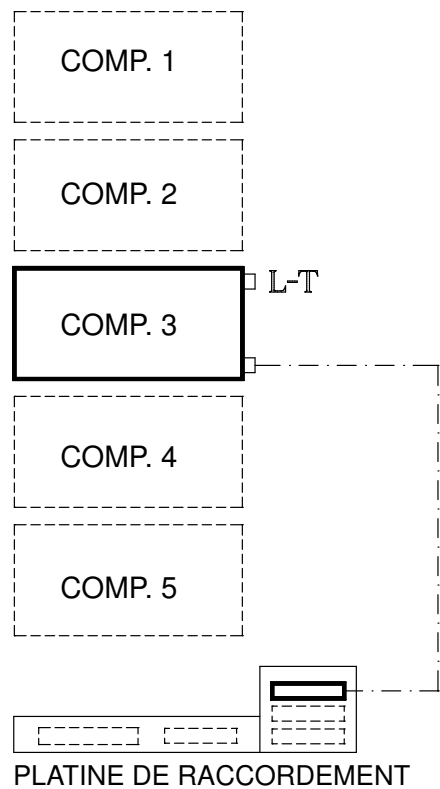 COMP. 1
COMP. 2
L-T
COMP. 3
COMP. 4
COMP. 5
PLATINE DE RACCORDEMENT